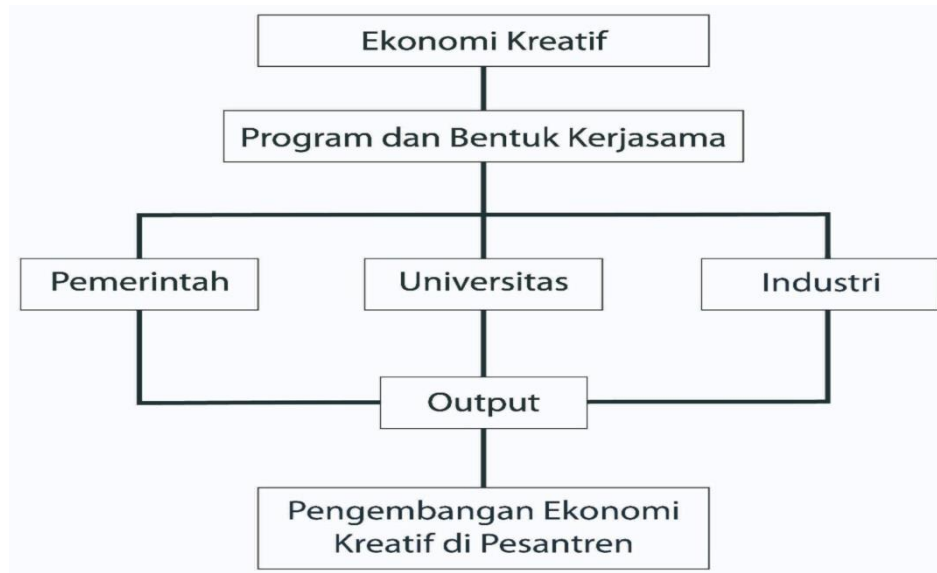 Ekonomi Kreatif
Program dan Bentuk Kerjasama
Pemerintah
Universitas
Industri
Output
Pengembangan Ekonomi
Kreatif di Pesantren